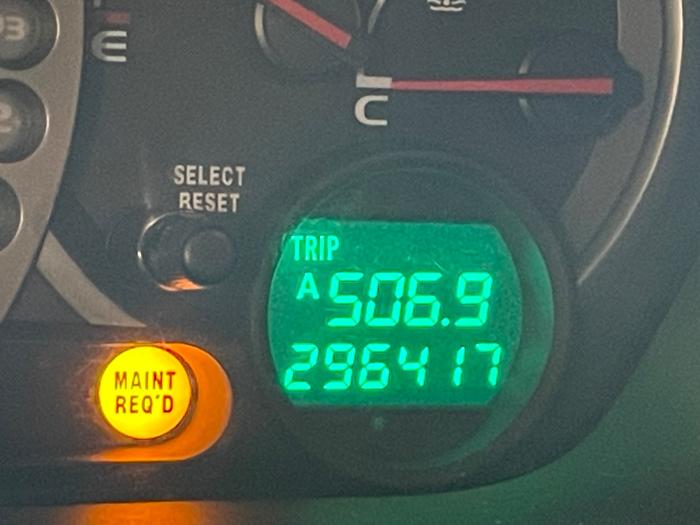 E
C
SELECT
RESET
TRIP
A 506.9
296417
MAINT
REQ'D